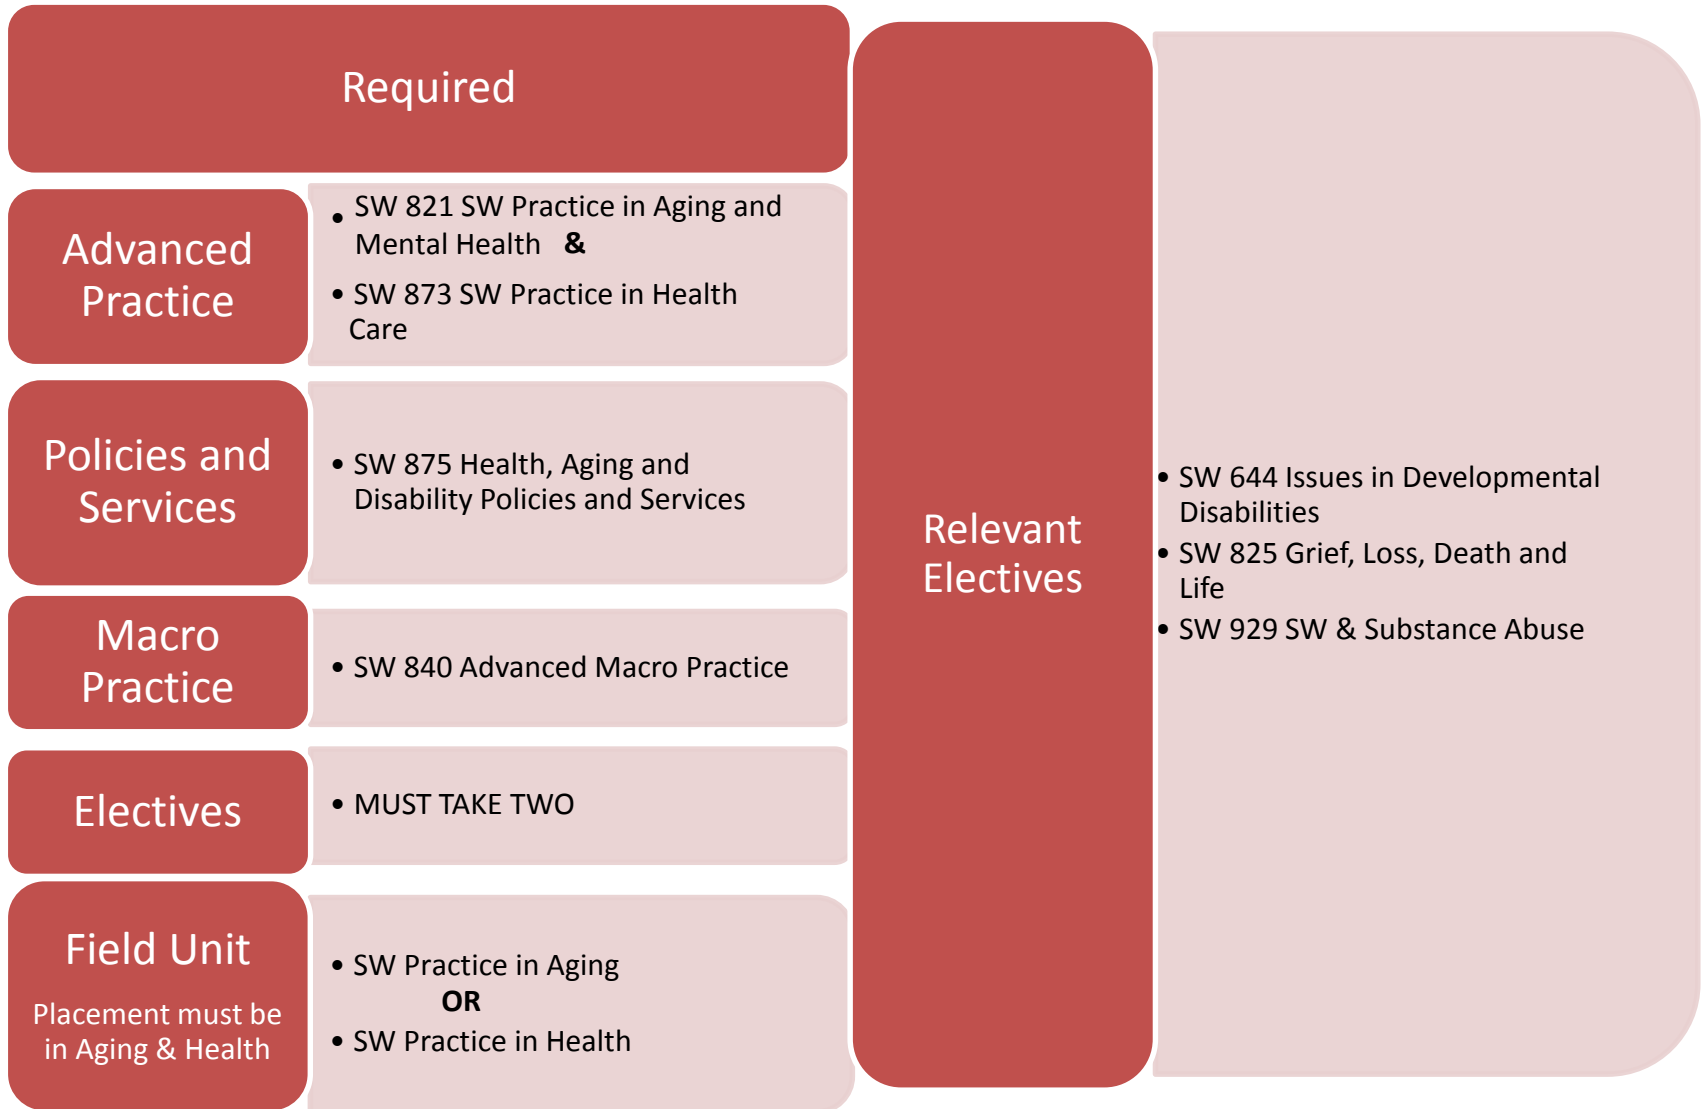 Required
Advanced
Practice
• SW 821 SW Practice in Aging and
Mental Health &
• SW 873 SW Practice in Health
Care
Policies and
Services
• SW 875 Health, Aging and
Disability Policies and Services
Macro
Practice
• SW 840 Advanced Macro Practice
Electives
• MUST TAKE TWO
Field Unit
Placement must be
in Aging & Health
• SW Practice in Aging
OR
• SW Practice in Health
Relevant
Electives
• SW 644 Issues in Developmental
Disabilities
• SW 825 Grief, Loss, Death and
Life
• SW 929 SW & Substance Abuse